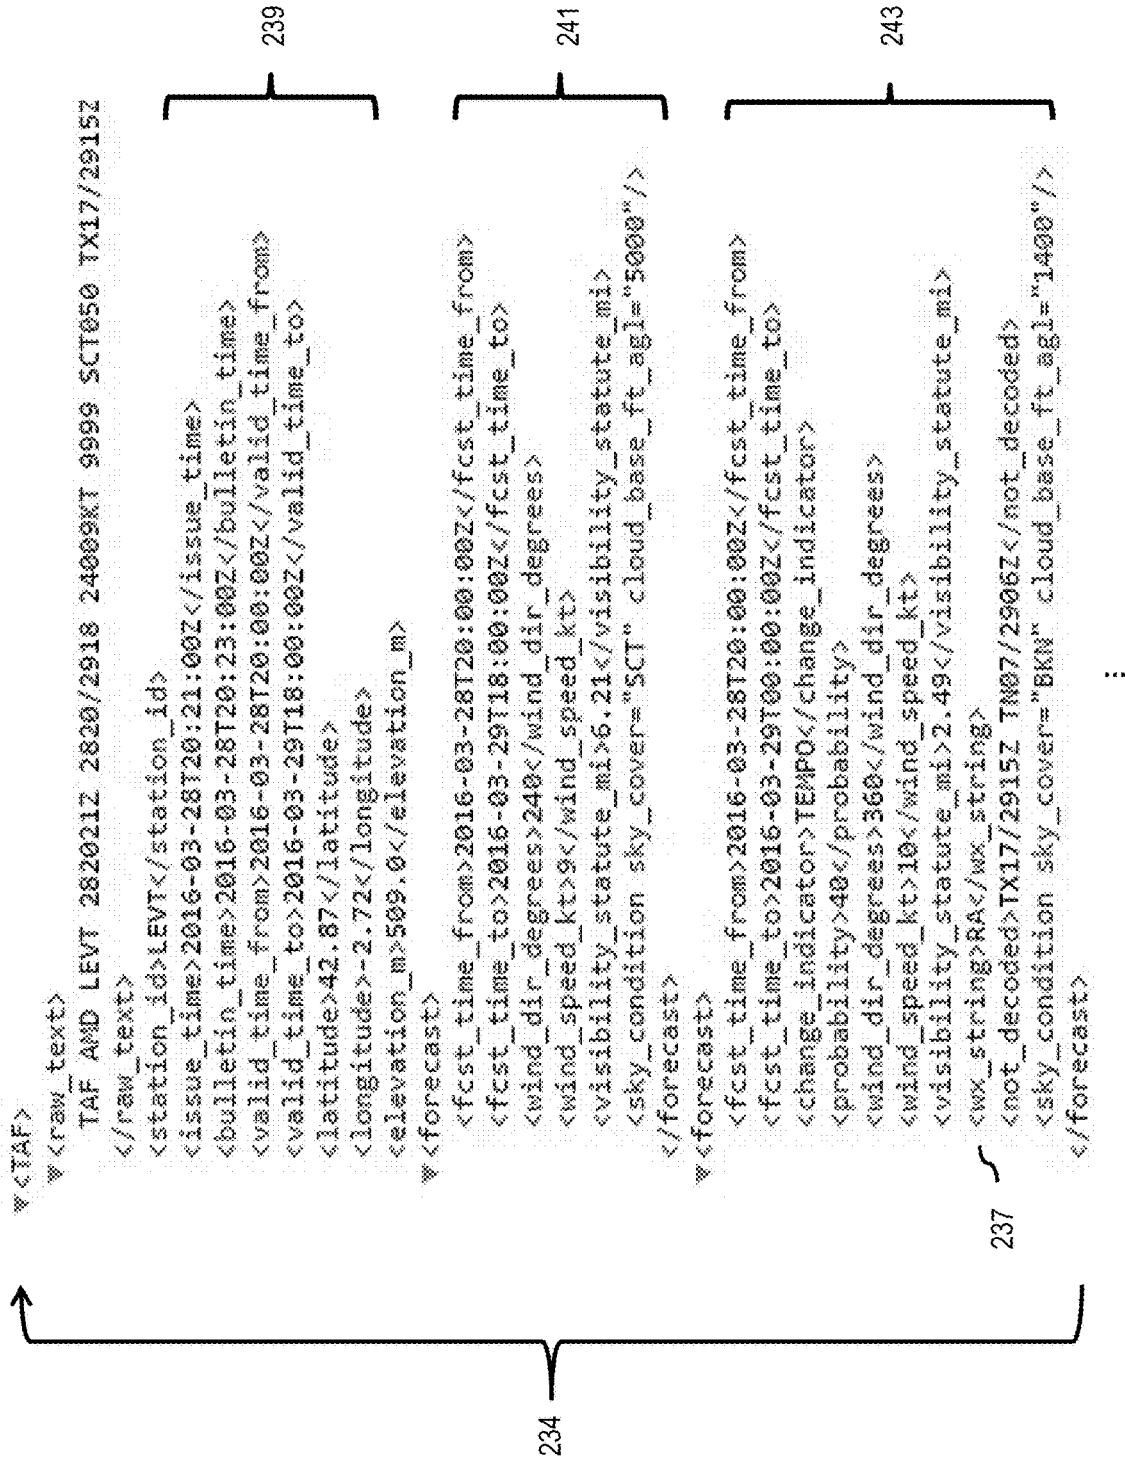 ▼<TAF>
▼<raw_text>
TAF AMD LEVT 282021Z 2820/2918 24009KT 9999 SCT050 TX17/2915Z
</raw_text>
<station_id>LEVT</station_id>
<issue_time>2016-03-28T20:21:00Z</issue_time>
<bulletin_time>2016-03-28T20:23:00Z</bulletin_time>
<valid_time_from>2016-03-28T20:00:00Z</valid_time_from>
<valid_time_to>2016-03-29T18:00:00Z</valid_time_to>
<latitude>42.87</latitude>
<longitude>-2.72</longitude>
<elevation_m>509.0</elevation_m>
239
▼<forecast>
<fcst_time_from>2016-03-28T20:00:00Z</fcst_time_from>
<fcst_time_to>2016-03-29T18:00:00Z</fcst_time_to>
<wind_dir_degrees>240</wind_dir_degrees>
<wind_speed_kt>9</wind_speed_kt>
<visibility_statute_mi>6.21</visibility_statute_mi>
<sky_condition sky_cover="SCT" cloud_base_ft_agl="5000"/>
</forecast>
241
▼<forecast>
<fcst_time_from>2016-03-28T20:00:00Z</fcst_time_from>
<fcst_time_to>2016-03-29T00:00:00Z</fcst_time_to>
<change_indicator>TEMPO</change_indicator>
<probability>40</probability>
<wind_dir_degrees>360</wind_dir_degrees>
<wind_speed_kt>10</wind_speed_kt>
<visibility_statute_mi>2.49</visibility_statute_mi>
<wx_string>RA</wx_string>
<not_decoded>TX17/2915Z TN07/2906Z</not_decoded>
<sky_condition sky_cover="BKN" cloud_base_ft_agl="1400"/>
</forecast>
243
237
234
...